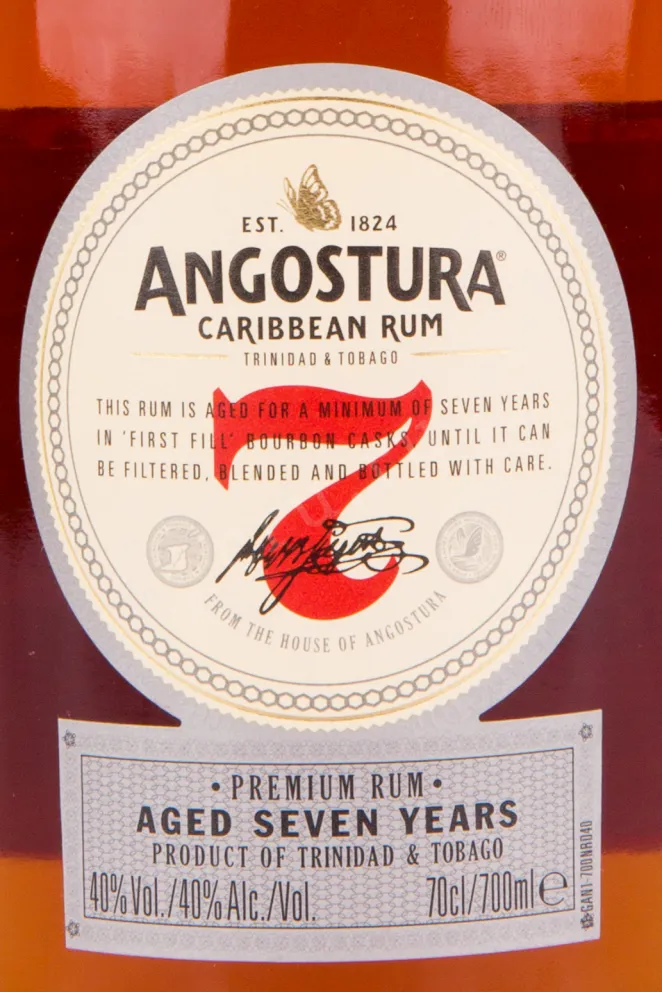 EST. 1824
ANGOSTURA®
CARIBBEAN RUM
TRINIDAD & TOBAGO
7
THIS RUM IS AGED FOR A MINIMUM OF SEVEN YEARS
IN 'FIRST FILL' BOURBON CASKS, UNTIL IT CAN
BE FILTERED, BLENDED AND BOTTLED WITH CARE.
FROM THE HOUSE OF ANGOSTURA
• PREMIUM RUM •
AGED SEVEN YEARS
PRODUCT OF TRINIDAD & TOBAGO
40%Vol./40%Alc./Vol. 70cl/700ml℮
GAN1-700NR040